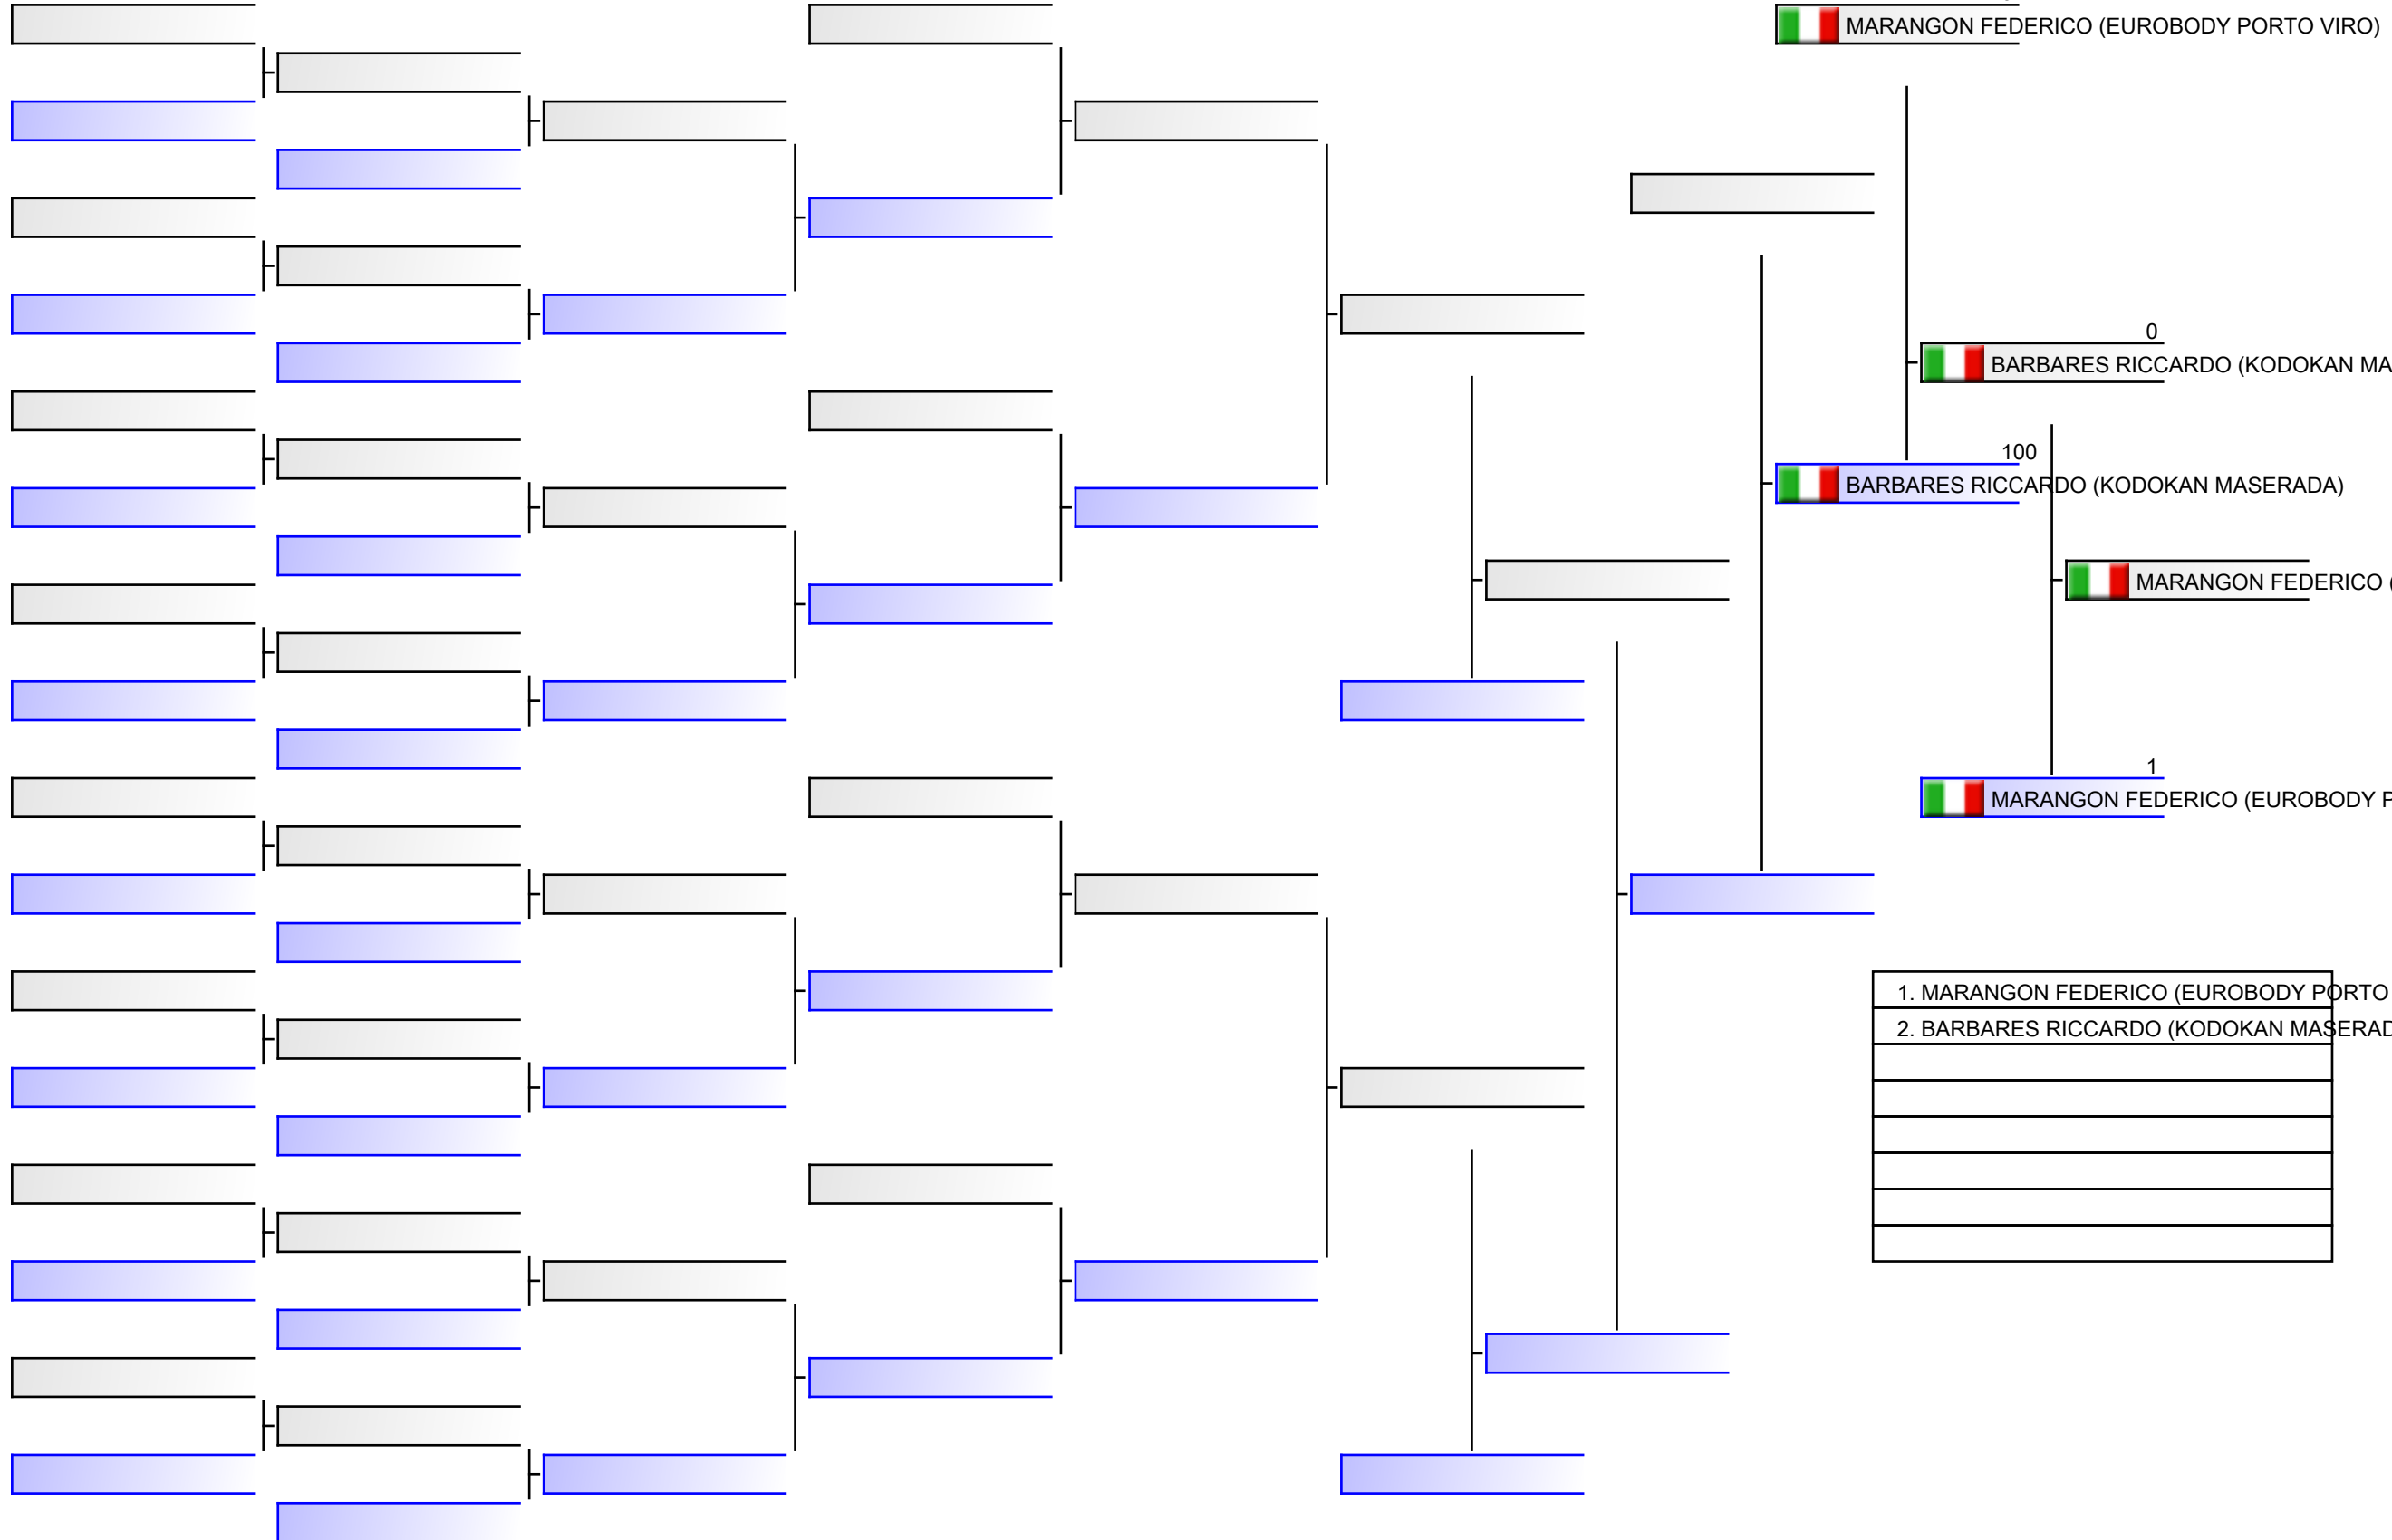 MARANGON FEDERICO (EUROBODY PORTO VIRO)
0
BARBARES RICCARDO (KODOKAN MA
100
BARBARES RICCARDO (KODOKAN MASERADA)
MARANGON FEDERICO (
1
MARANGON FEDERICO (EUROBODY P
1. MARANGON FEDERICO (EUROBODY PORTO
2. BARBARES RICCARDO (KODOKAN MASERAD